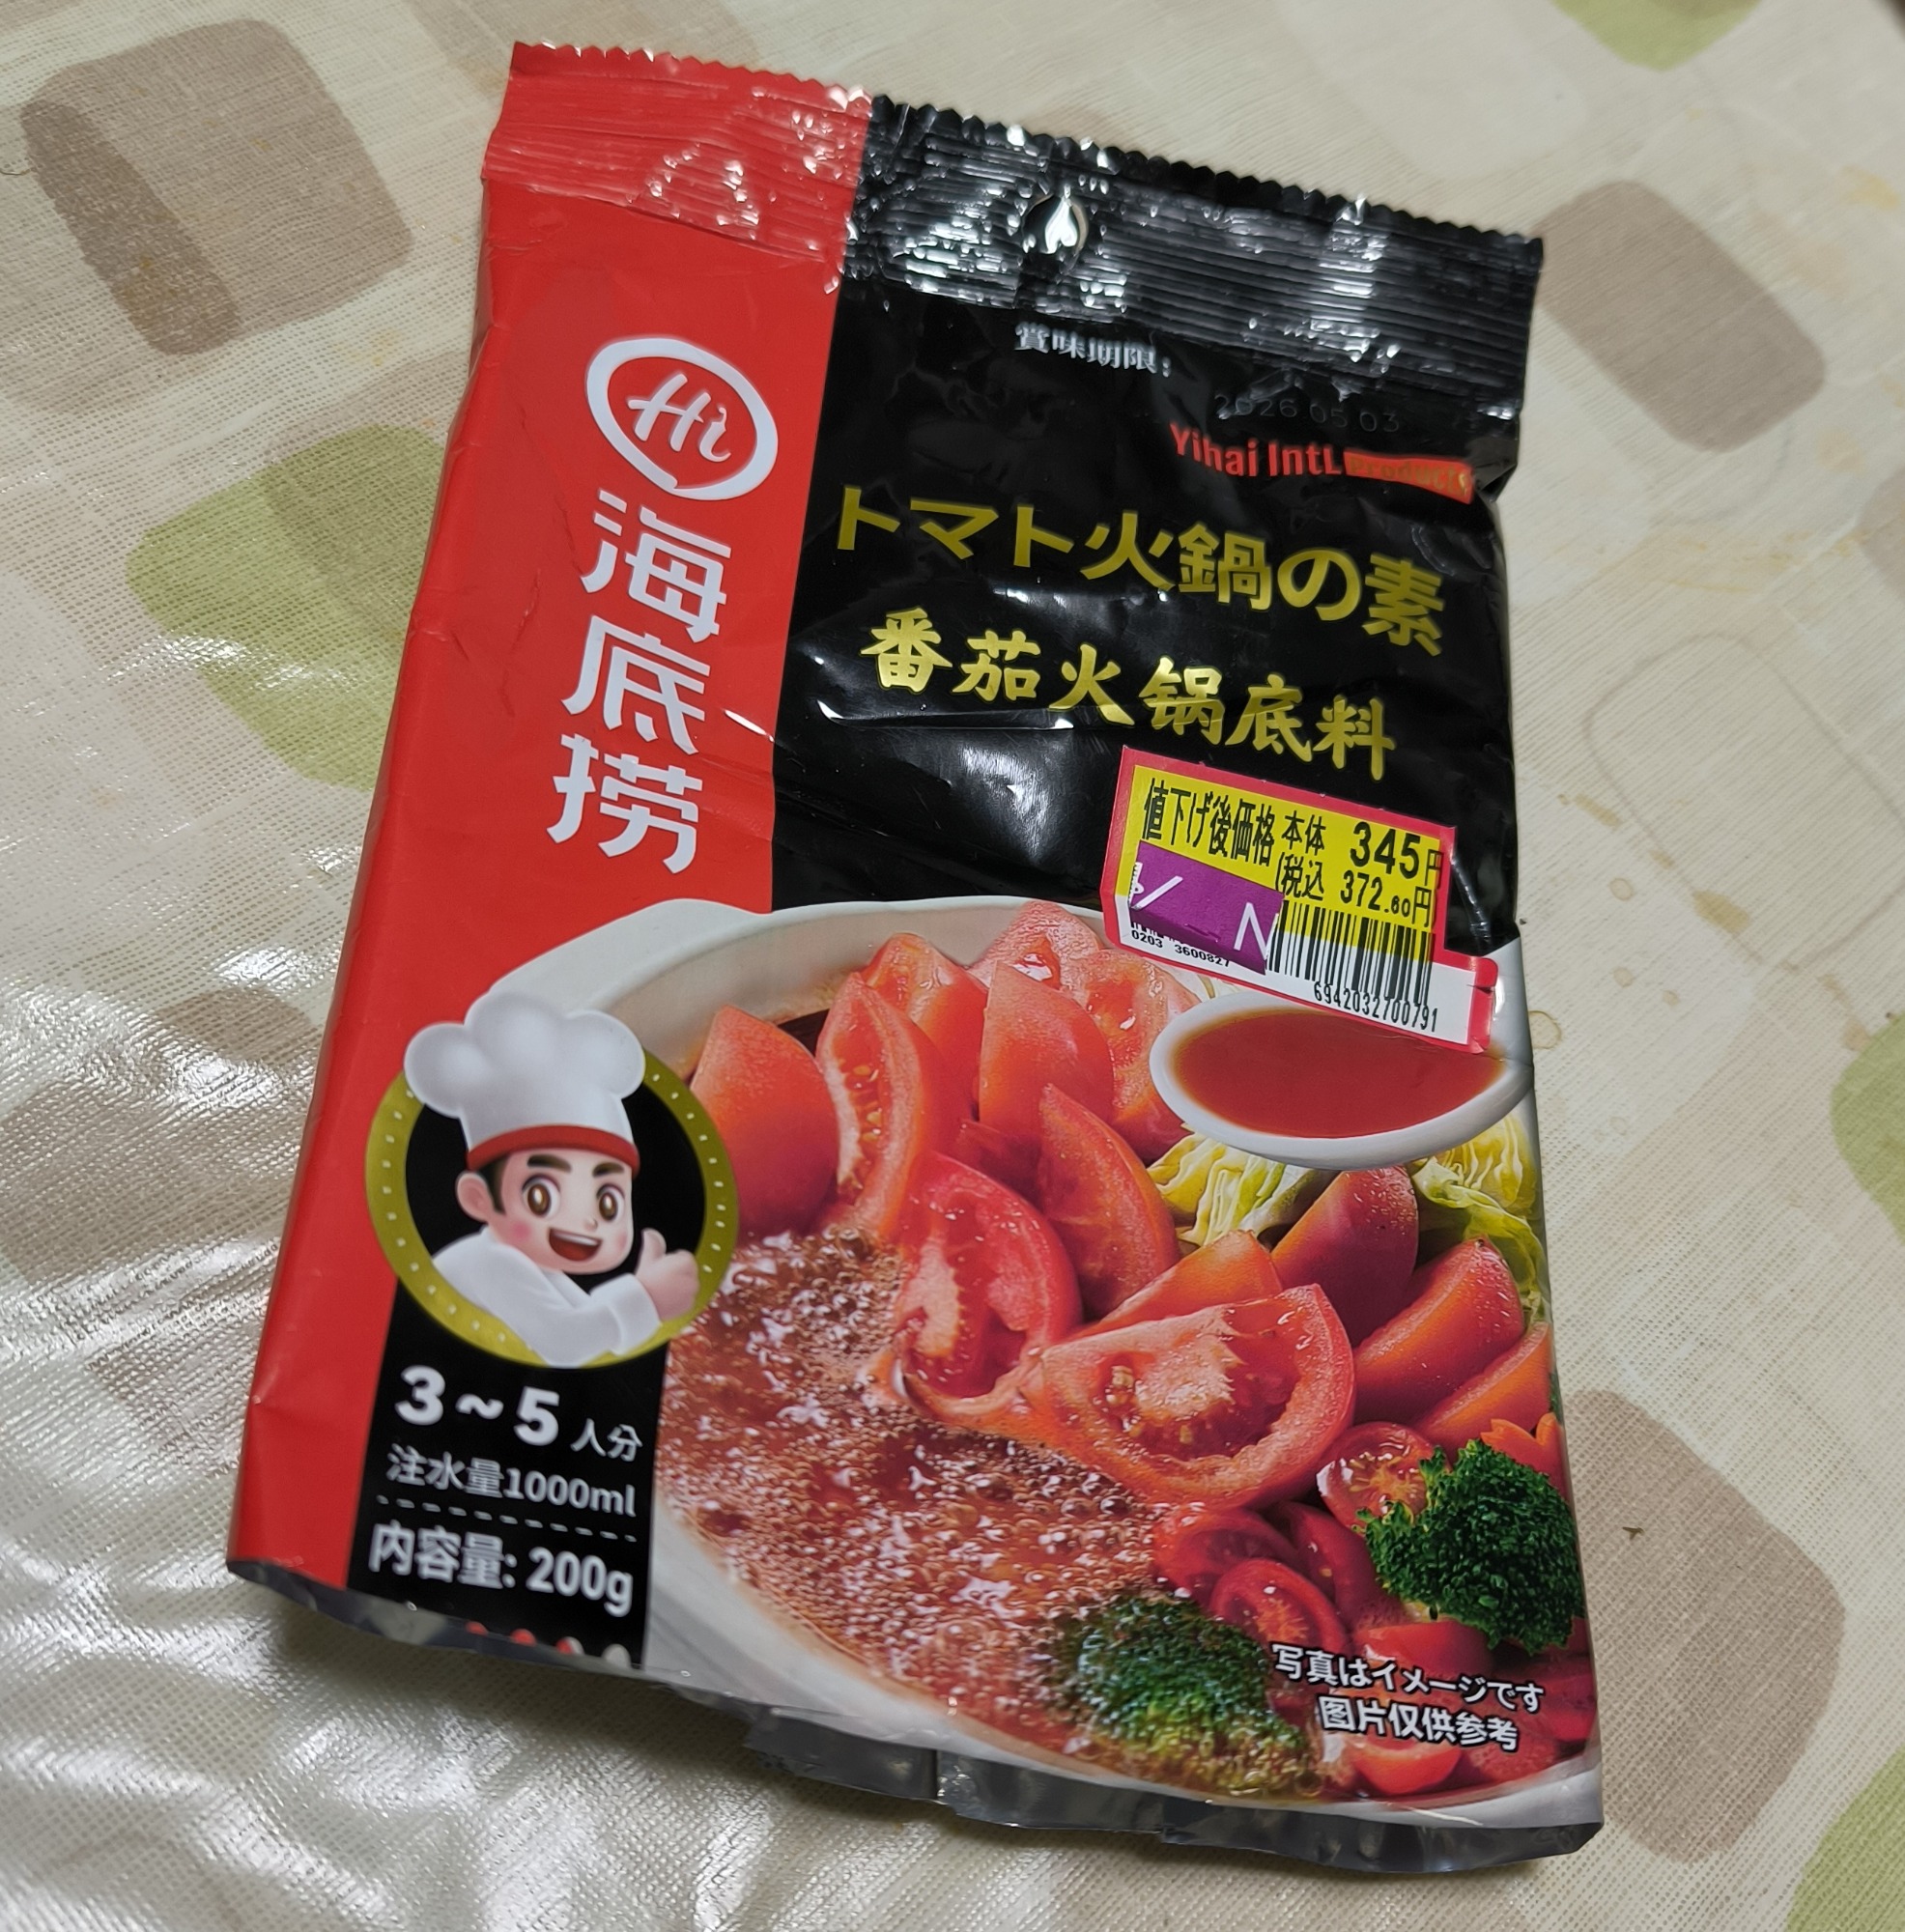 賞味期限:
2026.05.03
Yihai IntL Products
Hi
海底捞
トマト火鍋の素
番茄火锅底料
値下げ後価格 本体 345円
(税込 372.60円
0203 3600827
6942032700791
3~5人分
注水量1000ml
内容量: 200g
写真はイメージです
图片仅供参考